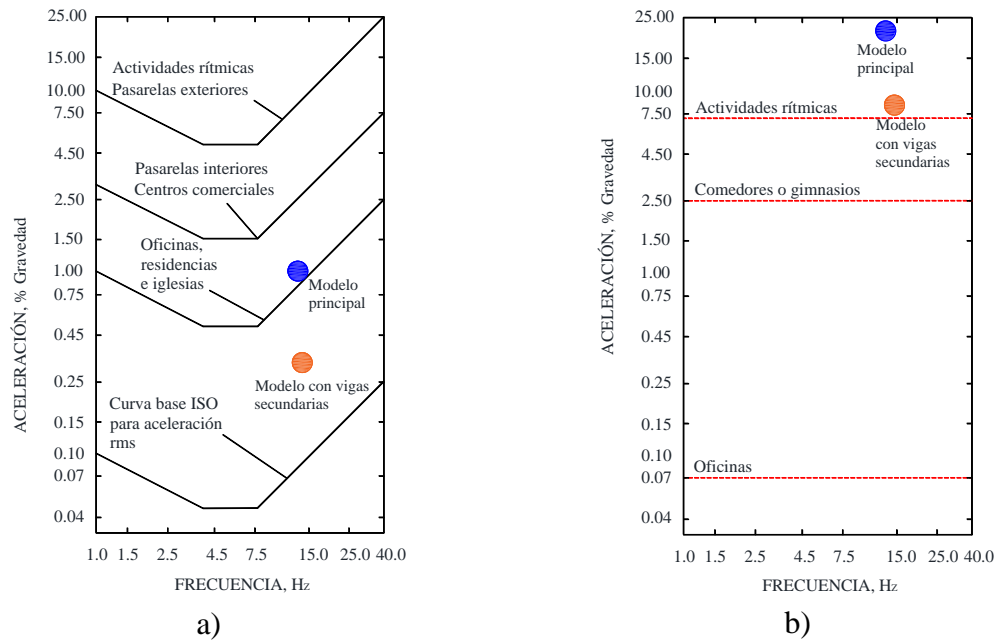 25.00
15.00
10.00
7.50
4.50
2.50
1.50
1.00
0.75
0.45
0.25
0.15
0.10
0.07
0.04
ACELERACIÓN, % Gravedad
Actividades rítmicas
Pasarelas exteriores
Pasarelas interiores
Centros comerciales
Oficinas,
residencias
e iglesias
Modelo
principal
Modelo con vigas
secundarias
Curva base ISO
para aceleración
rms
1.0 1.5 2.5 4.5 7.5 15.0 25.0 40.0
FRECUENCIA, Hz
a)
25.00
15.00
10.00
7.50
4.50
2.50
1.50
1.00
0.75
0.45
0.25
0.15
0.10
0.07
0.04
ACELERACIÓN, % Gravedad
Modelo
principal
Actividades rítmicas
Modelo
con vigas
secundarias
Comedores o gimnasios
Oficinas
1.0 1.5 2.5 4.5 7.5 15.0 25.0 40.0
FRECUENCIA, Hz
b)